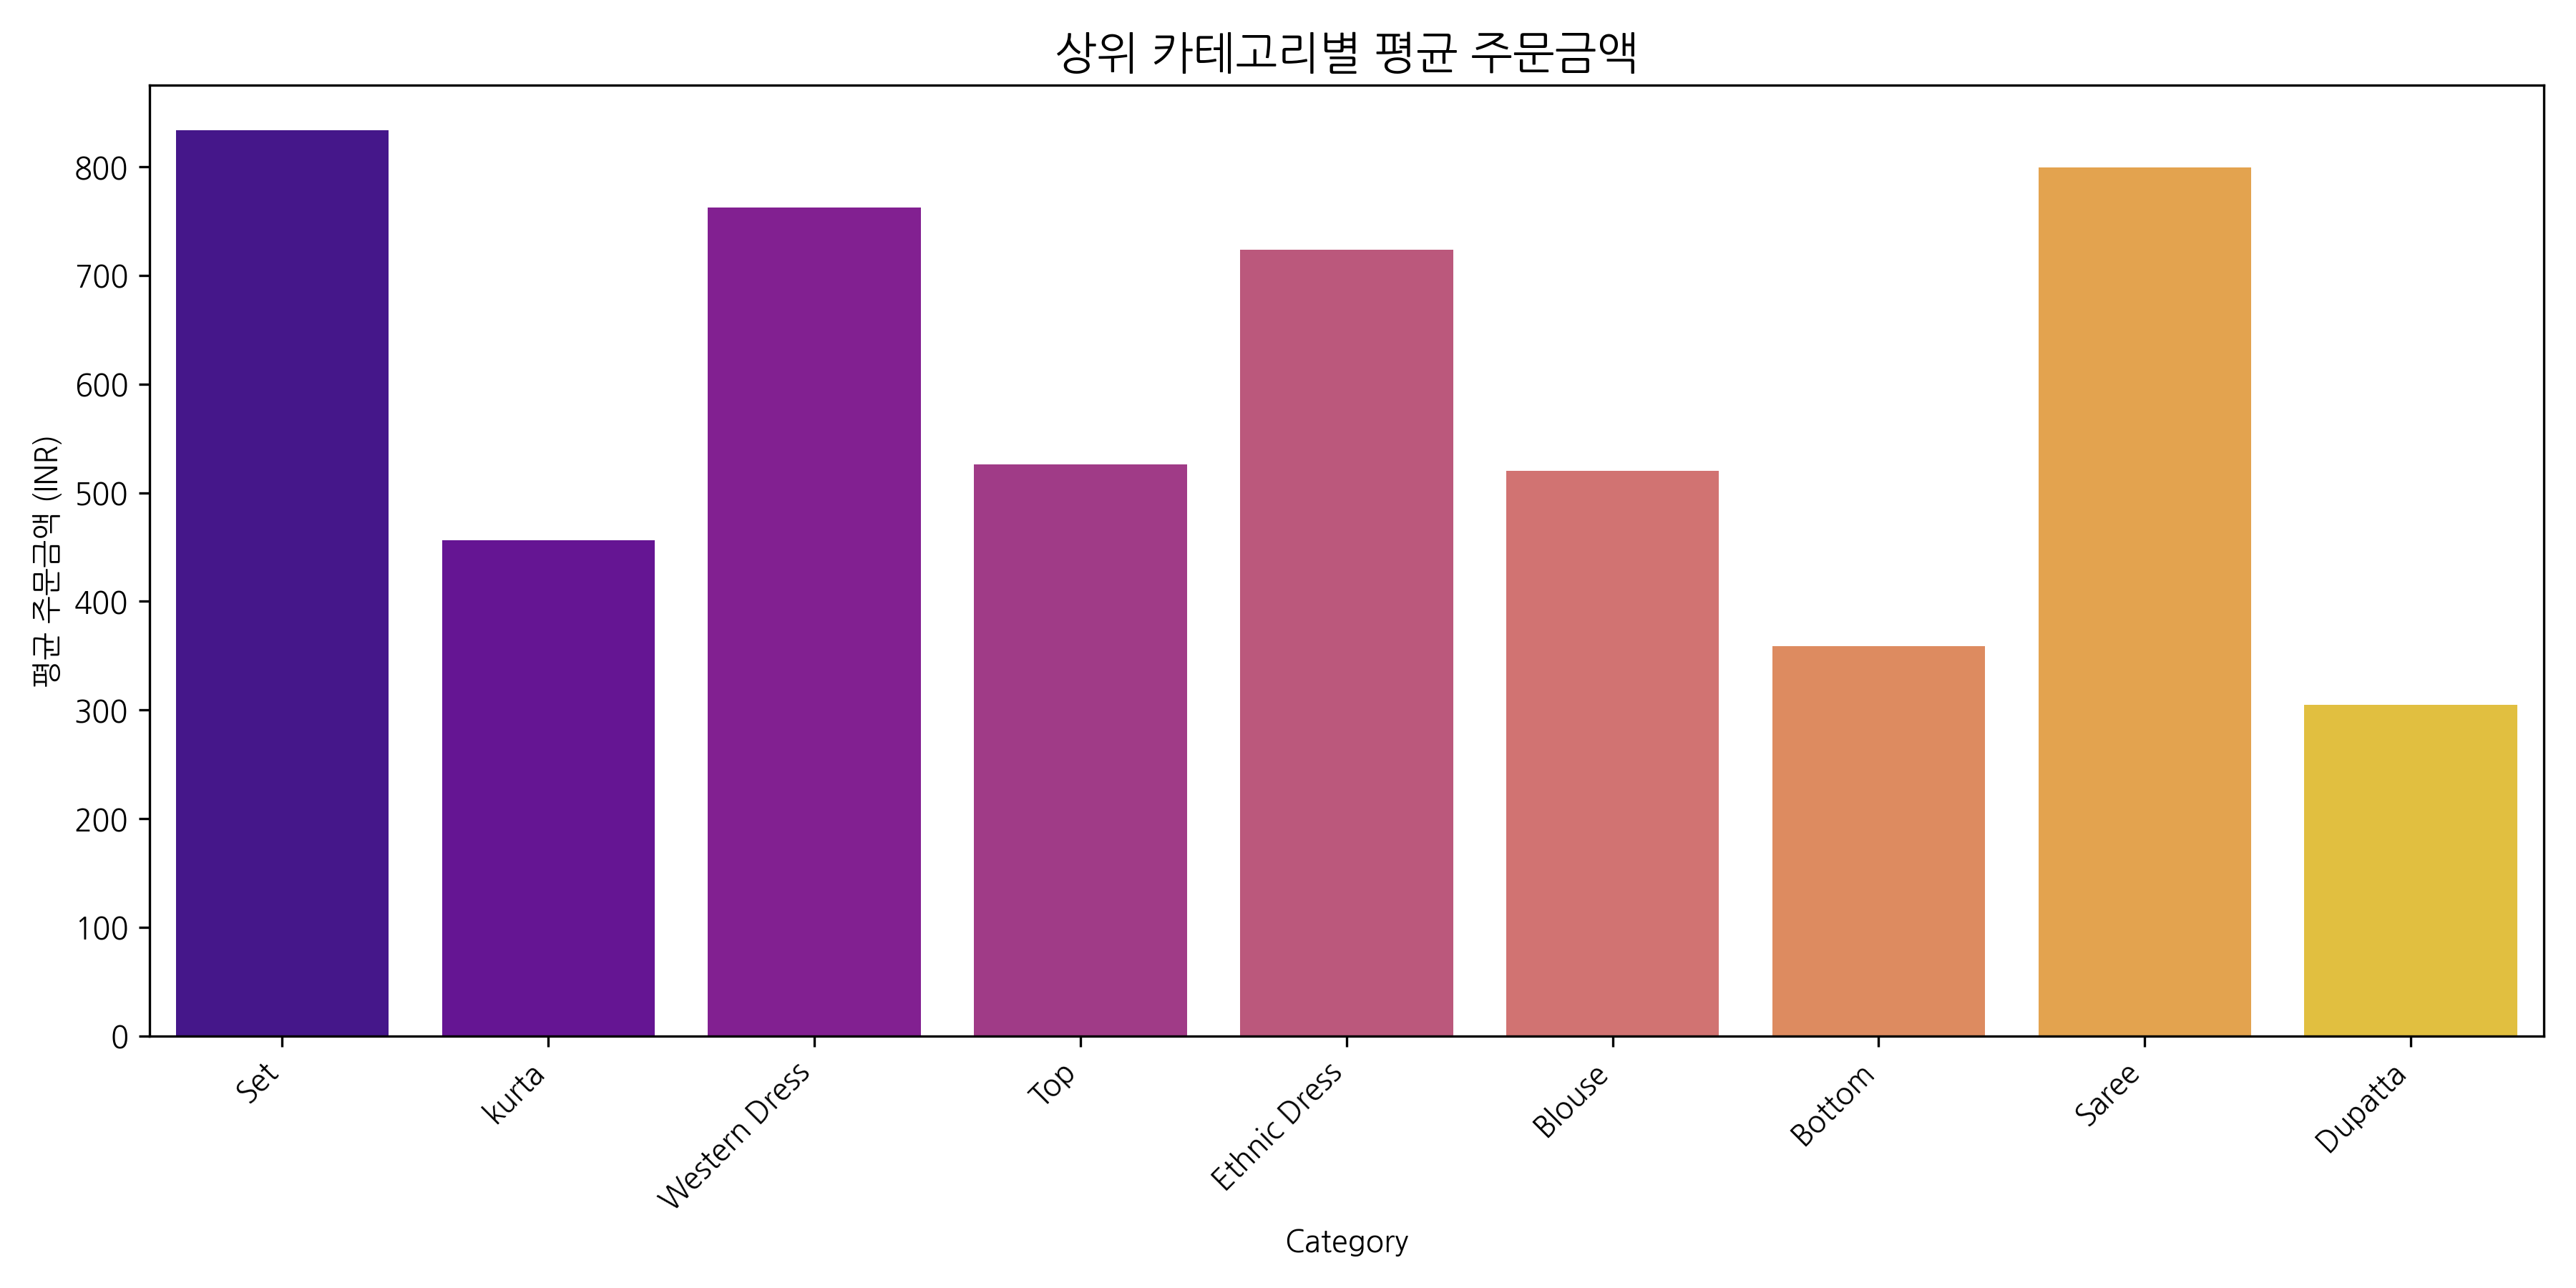 상위 카테고리별 평균 주문금액
평균 주문금액 (INR)
800
700
600
500
400
300
200
100
0
Set
kurta
Western Dress
Top
Ethnic Dress
Blouse
Bottom
Saree
Dupatta
Category